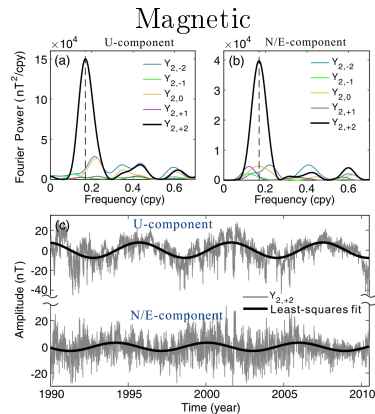 Magnetic
U-component
N/E-component
×10⁴
×10⁴
(a)
(b)
Y2,-2
Y2,-1
Y2,0
Y2,+1
Y2,+2
Y2,-2
Y2,-1
Y2,0
Y2,+1
Y2,+2
Fourier Power (nT²/cpy)
15
10
5
0
4
3
2
1
0
0 0.2 0.4 0.6
0 0.2 0.4 0.6
Frequency (cpy)
Frequency (cpy)
(c)
U-component
20
0
-20
-40
Amplitude (nT)
Y2,+2
Least-squares fit
N/E-component
20
0
-20
1990 1995 2000 2005 2010
Time (year)